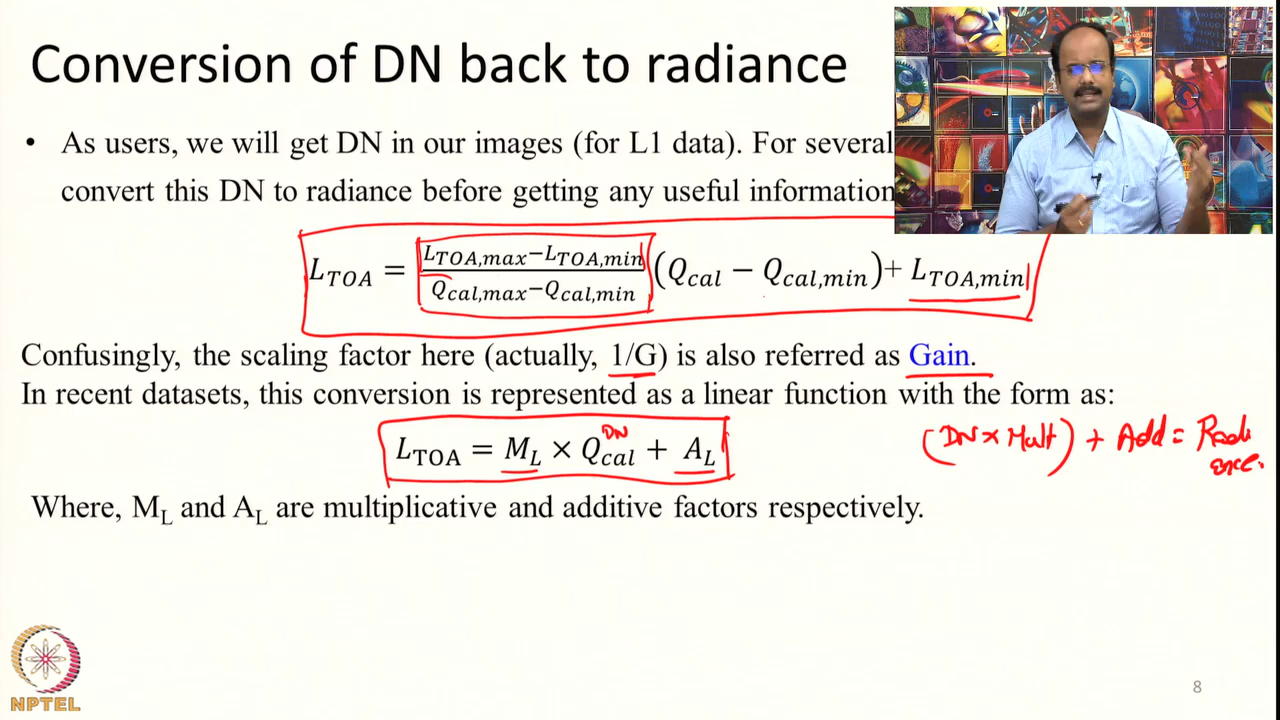 Conversion of DN back to radiance
• As users, we will get DN in our images (for L1 data). For several
convert this DN to radiance before getting any useful information
L_TOA = (L_TOA,max−L_TOA,min)/(Q_cal,max−Q_cal,min) (Q_cal − Q_cal,min)+ L_TOA,min
Confusingly, the scaling factor here (actually, 1/G) is also referred as Gain.
In recent datasets, this conversion is represented as a linear function with the form as:
DN
L_TOA = M_L × Q_cal + A_L
(DN × Mult) + Add = Radi
ance.
Where, M_L and A_L are multiplicative and additive factors respectively.
NPTEL
8